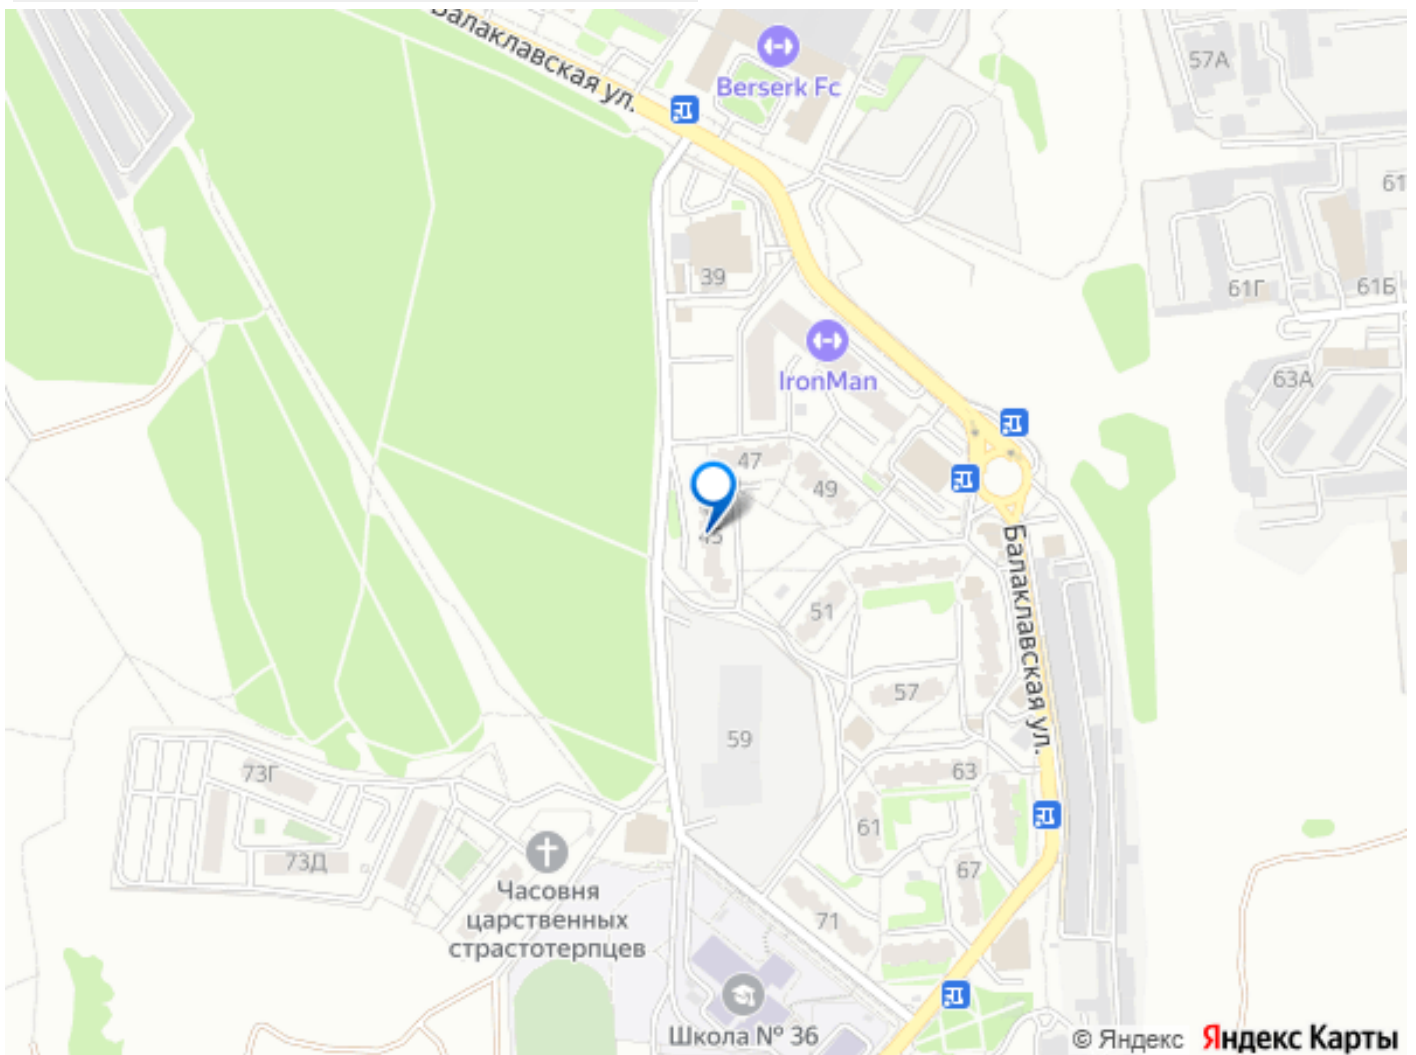 Балаклавская ул.
Berserk Fc
57А
61
39
61Г
61Б
IronMan
63А
47
49
45
Балаклавская ул.
51
57
59
73Г
63
61
73Д
67
Часовня
царственных
страстотерпцев
71
Школа № 36
© Яндекс Яндекс Карты